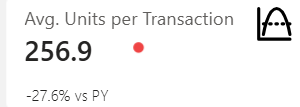 Avg. Units per Transaction
256.9
-27.6% vs PY